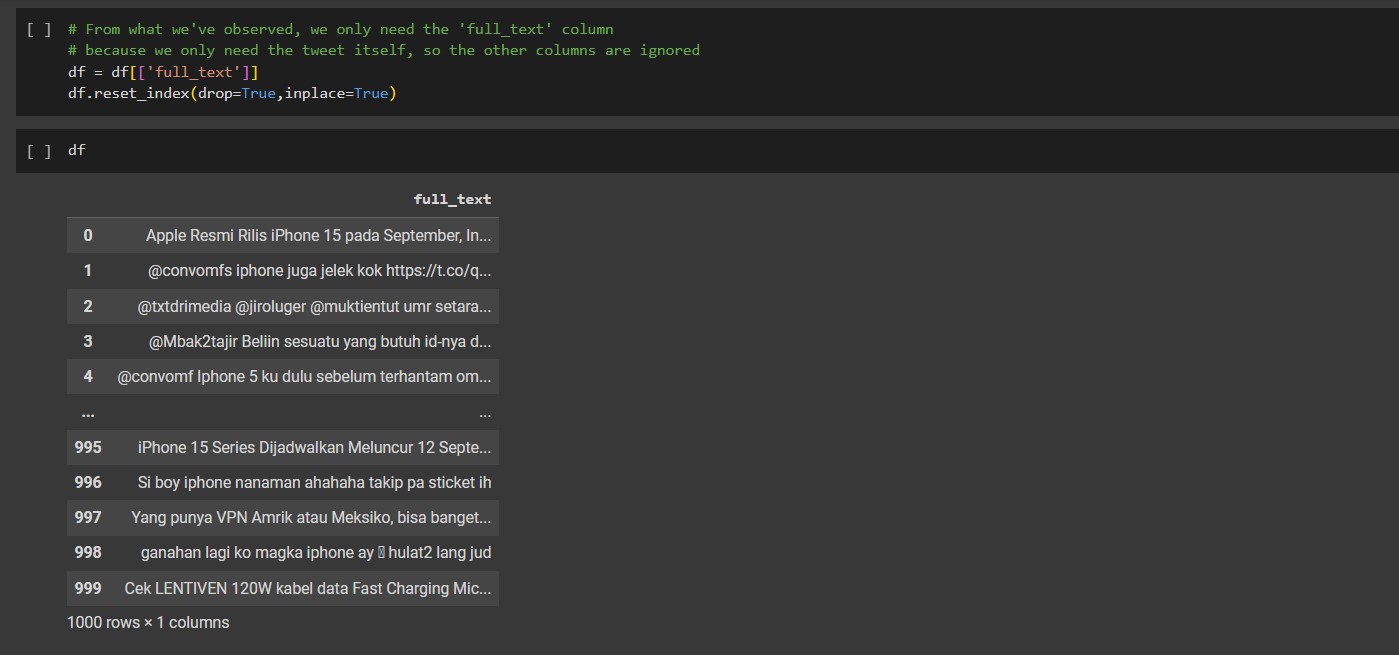 [ ] # From what we've observed, we only need the 'full_text' column
# because we only need the tweet itself, so the other columns are ignored
df = df[['full_text']]
df.reset_index(drop=True,inplace=True)
[ ] df
full_text
0 Apple Resmi Rilis iPhone 15 pada September, In...
1 @convomfs iphone juga jelek kok https://t.co/q...
2 @txtdrimedia @jiroluger @muktientut umr setara...
3 @Mbak2tajir Beliin sesuatu yang butuh id-nya d...
4 @convomf Iphone 5 ku dulu sebelum terhantam om...
... ...
995 iPhone 15 Series Dijadwalkan Meluncur 12 Septe...
996 Si boy iphone nanaman ahahaha takip pa sticket ih
997 Yang punya VPN Amrik atau Meksiko, bisa banget...
998 ganahan lagi ko magka iphone ay hulat2 lang jud
999 Cek LENTIVEN 120W kabel data Fast Charging Mic...
1000 rows × 1 columns